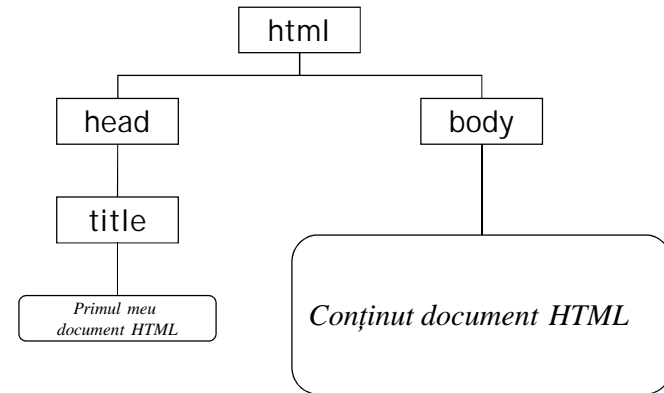 html
head
body
title
Primul meu
document HTML
Conținut document HTML